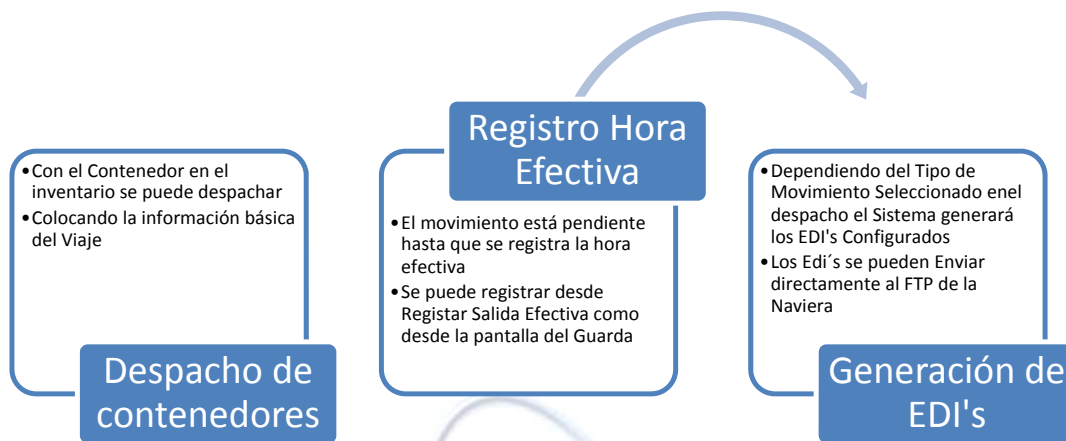 •Con el Contenedor en el
inventario se puede despachar
•Colocando la información básica
del Viaje
Despacho de
contenedores
Registro Hora
Efectiva
•El movimiento está pendiente
hasta que se registra la hora
efectiva
•Se puede registrar desde
Registar Salida Efectiva como
desde la pantalla del Guarda
•Dependiendo del Tipo de
Movimiento Seleccionado enel
despacho el Sistema generará
los EDI's Configurados
•Los Edi´s se pueden Enviar
directamente al FTP de la
Naviera
Generación de
EDI's